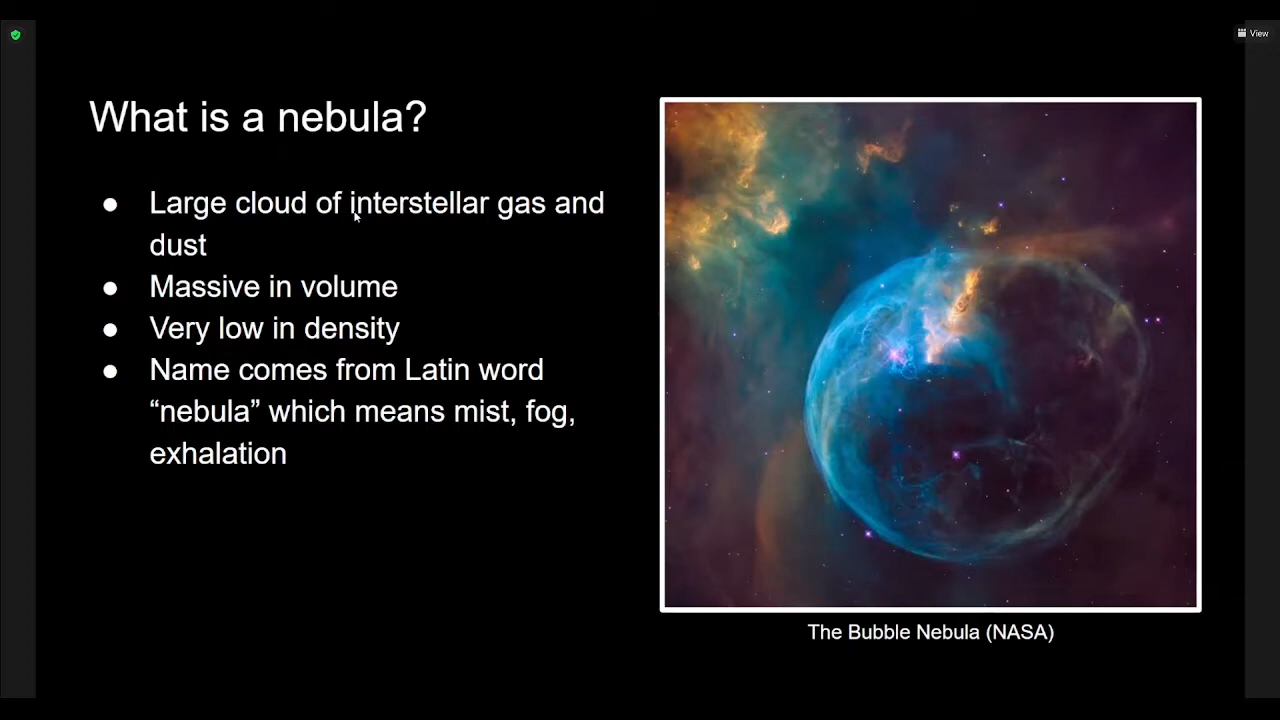 View
What is a nebula?
● Large cloud of interstellar gas and
dust
● Massive in volume
● Very low in density
● Name comes from Latin word
“nebula” which means mist, fog,
exhalation
The Bubble Nebula (NASA)